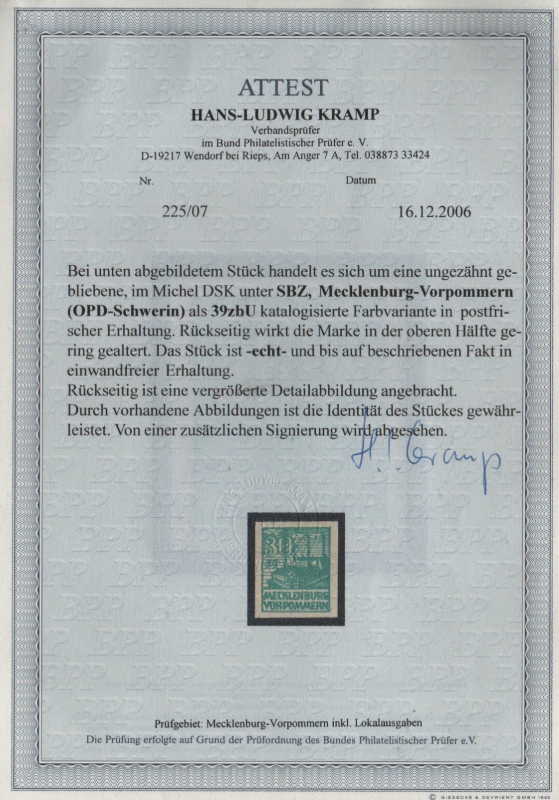 ATTEST
HANS-LUDWIG KRAMP
Verbandsprüfer
im Bund Philatelistischer Prüfer e. V.
D-19217 Wendorf bei Rieps, Am Anger 7 A, Tel. 038873 33424
Nr. Datum
225/07 16.12.2006
Bei unten abgebildetem Stück handelt es sich um eine ungezähnt ge-
bliebene, im Michel DSK unter SBZ, Mecklenburg-Vorpommern
(OPD-Schwerin) als 39zbU katalogisierte Farbvariante in postfri-
scher Erhaltung. Rückseitig wirkt die Marke in der oberen Hälfte ge-
ring gealtert. Das Stück ist -echt- und bis auf beschriebenen Fakt in
einwandfreier Erhaltung.
Rückseitig ist eine vergrößerte Detailabbildung angebracht.
Durch vorhandene Abbildungen ist die Identität des Stückes gewähr-
leistet. Von einer zusätzlichen Signierung wird abgesehen.
H. L. Kramp
30
MECKLENBURG
VORPOMMERN
Prüfgebiet: Mecklenburg-Vorpommern inkl. Lokalausgaben
Die Prüfung erfolgte auf Grund der Prüfordnung des Bundes Philatelistischer Prüfer e.V.
© GIESECKE & DEVRIENT GMBH 1992